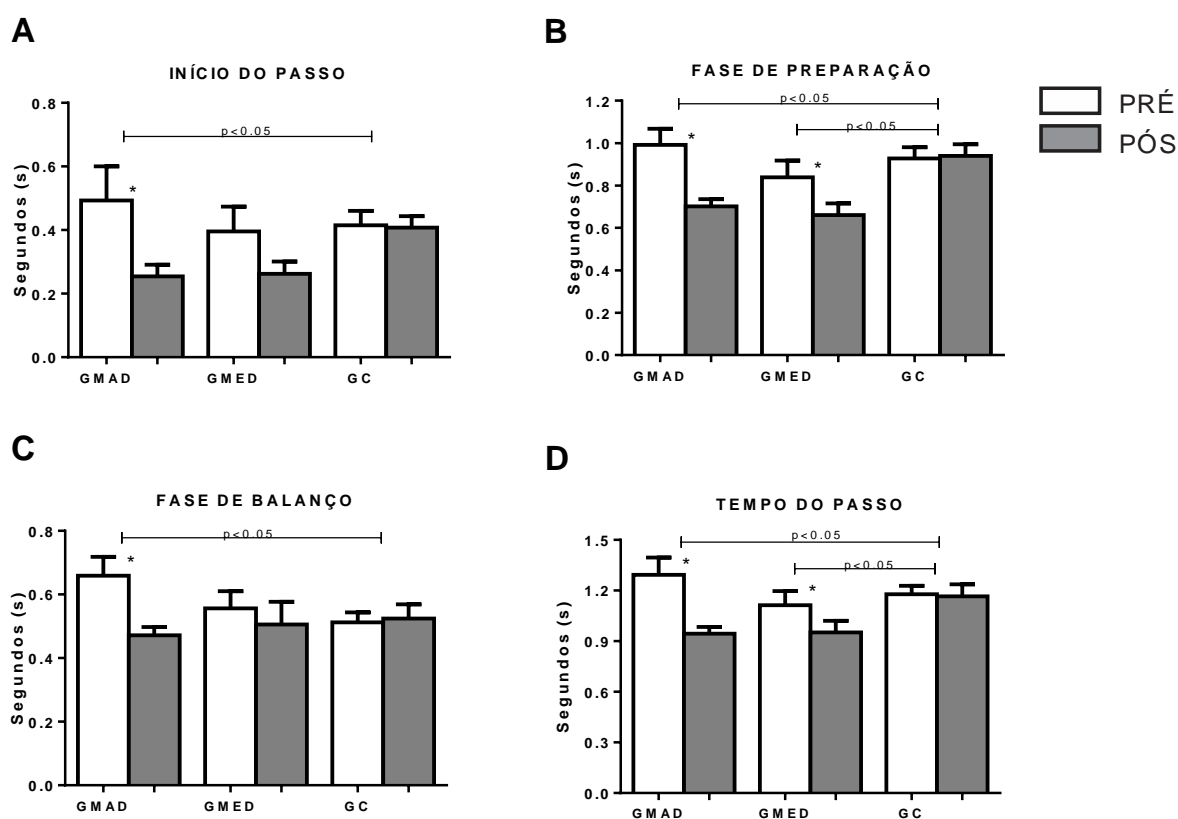 A
INÍCIO DO PASSO
0.8
0.6
0.4
0.2
0.0
Segundos (s)
p<0.05
*
GMAD GMED GC
B
FASE DE PREPARAÇÃO
1.2
1.0
0.8
0.6
0.4
0.2
0.0
Segundos (s)
p<0.05
p<0.05
* *
GMAD GMED GC
PRÉ
PÓS
C
FASE DE BALANÇO
0.8
0.6
0.4
0.2
0.0
Segundos (s)
p<0.05
*
GMAD GMED GC
D
TEMPO DO PASSO
1.5
1.2
0.9
0.6
0.3
0.0
Segundos (s)
p<0.05
p<0.05
* *
GMAD GMED GC